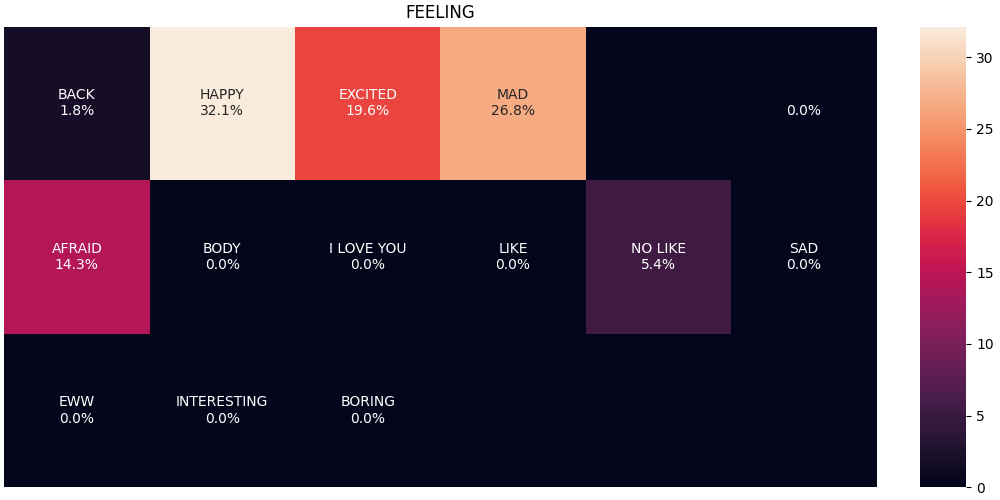 FEELING
BACK
1.8%
HAPPY
32.1%
EXCITED
19.6%
MAD
26.8%
0.0%
AFRAID
14.3%
BODY
0.0%
I LOVE YOU
0.0%
LIKE
0.0%
NO LIKE
5.4%
SAD
0.0%
EWW
0.0%
INTERESTING
0.0%
BORING
0.0%
30
25
20
15
10
5
0